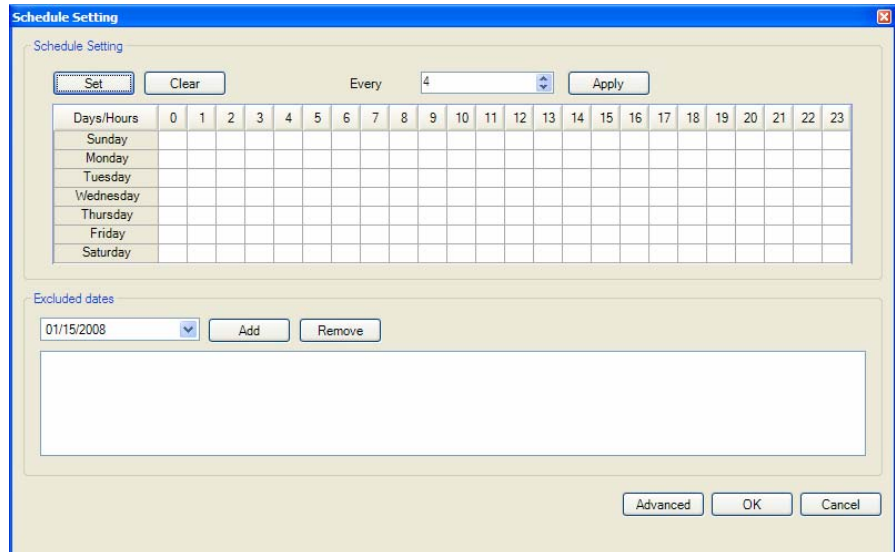 Schedule Setting
Schedule Setting
Set Clear Every 4 Apply
Days/Hours 0 1 2 3 4 5 6 7 8 9 10 11 12 13 14 15 16 17 18 19 20 21 22 23
Sunday
Monday
Tuesday
Wednesday
Thursday
Friday
Saturday
Excluded dates
01/15/2008 Add Remove
Advanced OK Cancel